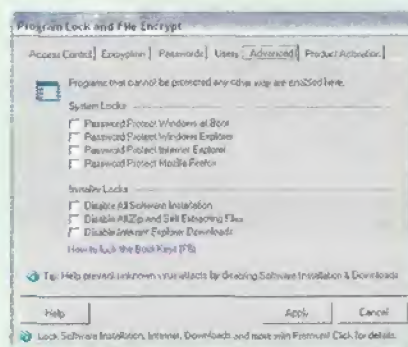 Program Lock and File Encrypt
Access Control Encryption Passwords Users Advanced Product Activation
Programs that cannot be protected any other way are enabled here.
System Locks
Password Protect Windows at Boot
Password Protect Windows Explorer
Password Protect Internet Explorer
Password Protect Mozilla Firefox
Installer Locks
Disable All Software Installation
Disable All Zip and Self Extracting Files
Disable Internet Explorer Downloads
How to lock the Boot Keys (F8)
Tip: Help prevent unknown virus attacks by disabling Software Installation & Downloads
Help Apply Cancel
Lock Software Installation, Internet, Downloads and more with Premium! Click for details.